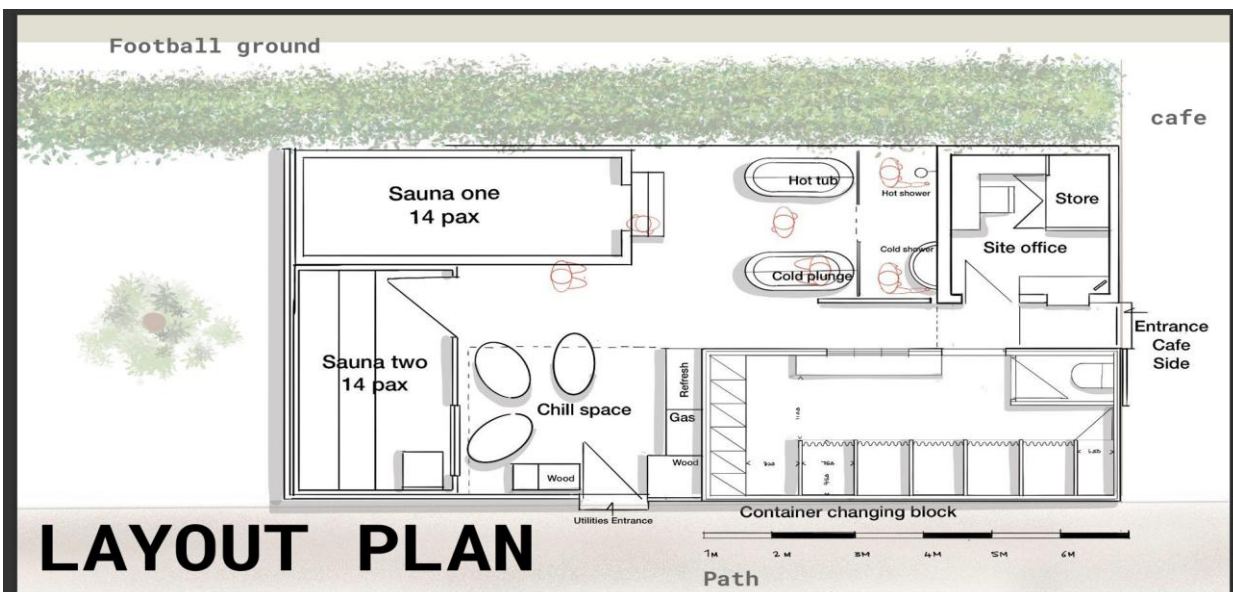 Football ground
cafe
Sauna one
14 pax
Hot tub
Hot shower
Store
Site office
Cold shower
Cold plunge
Entrance
Cafe
Side
Sauna two
14 pax
Refresh
Chill space
Gas
Wood
Wood
Utilities Entrance
Container changing block
LAYOUT PLAN
1M 2M 3M 4M 5M 6M
Path